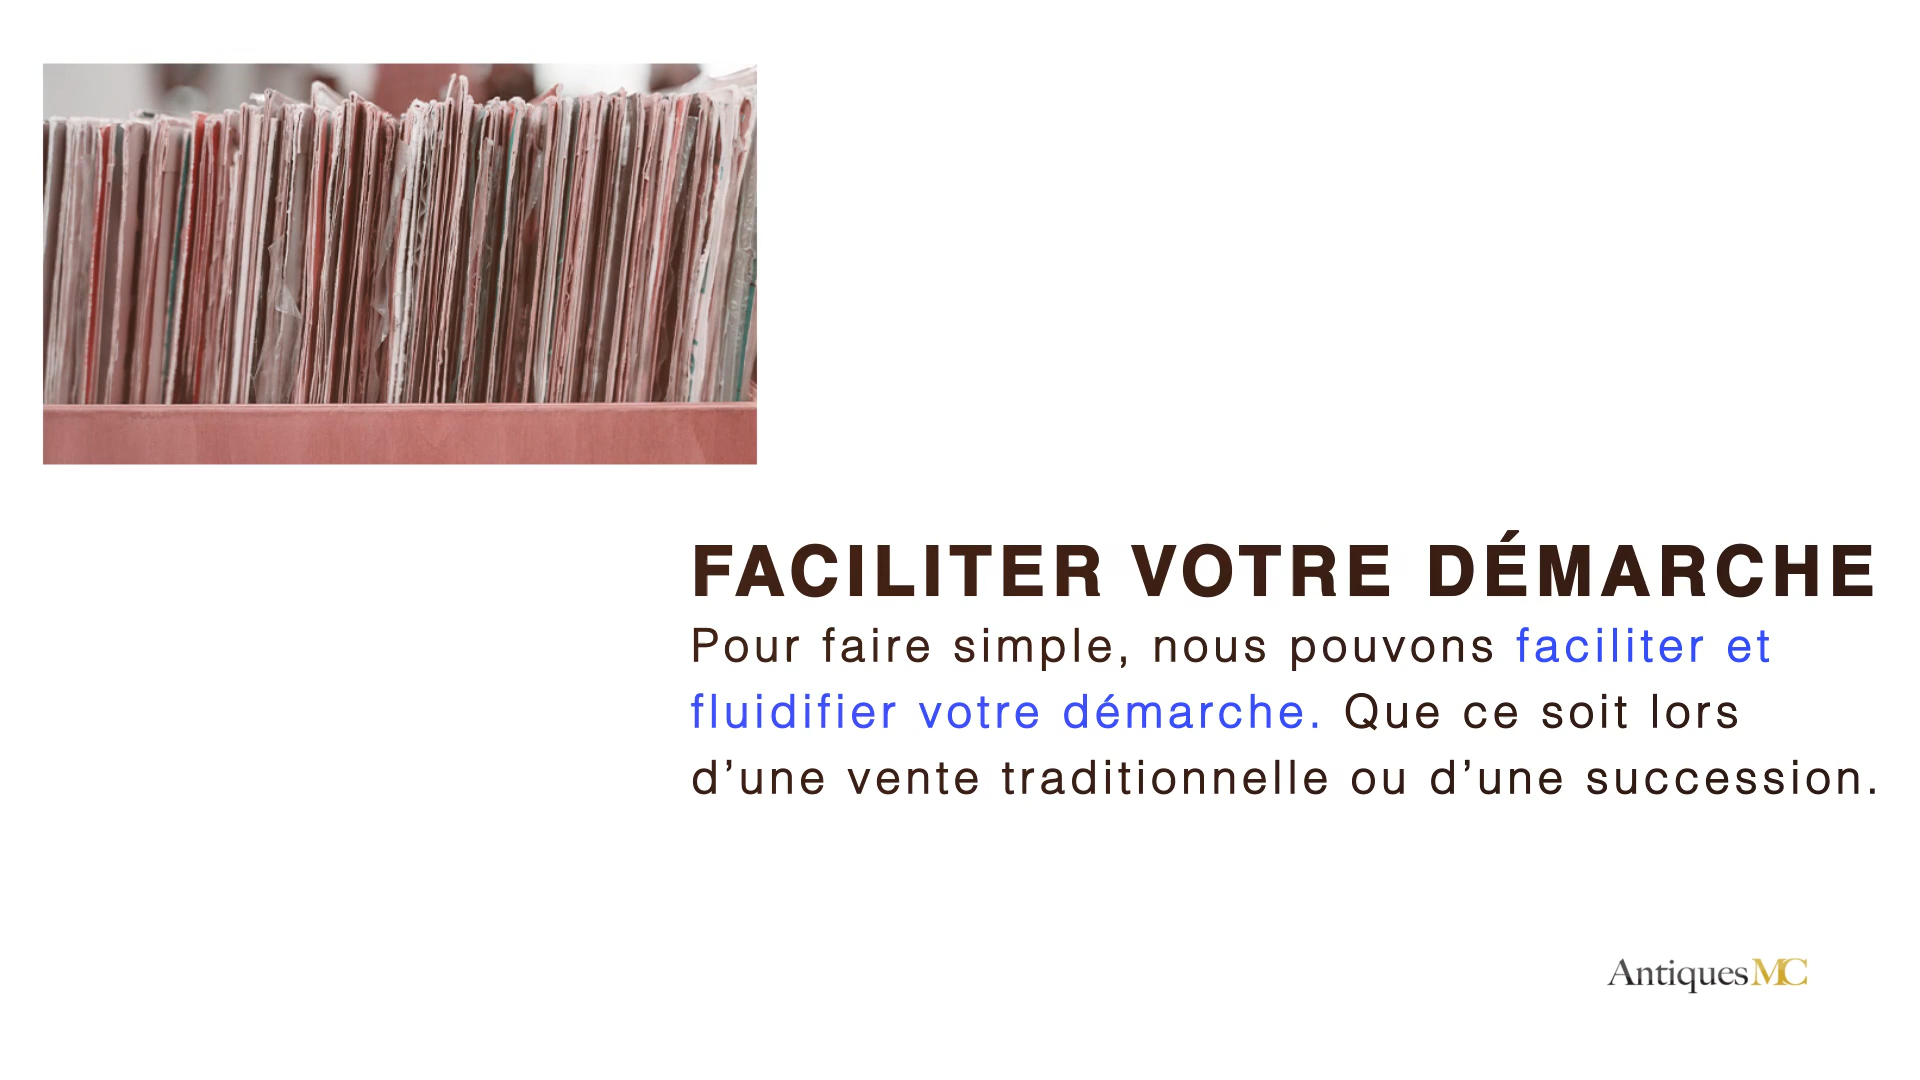 FACILITER VOTRE DÉMARCHE
Pour faire simple, nous pouvons faciliter et
fluidifier votre démarche. Que ce soit lors
d’une vente traditionnelle ou d’une succession.
AntiquesMC